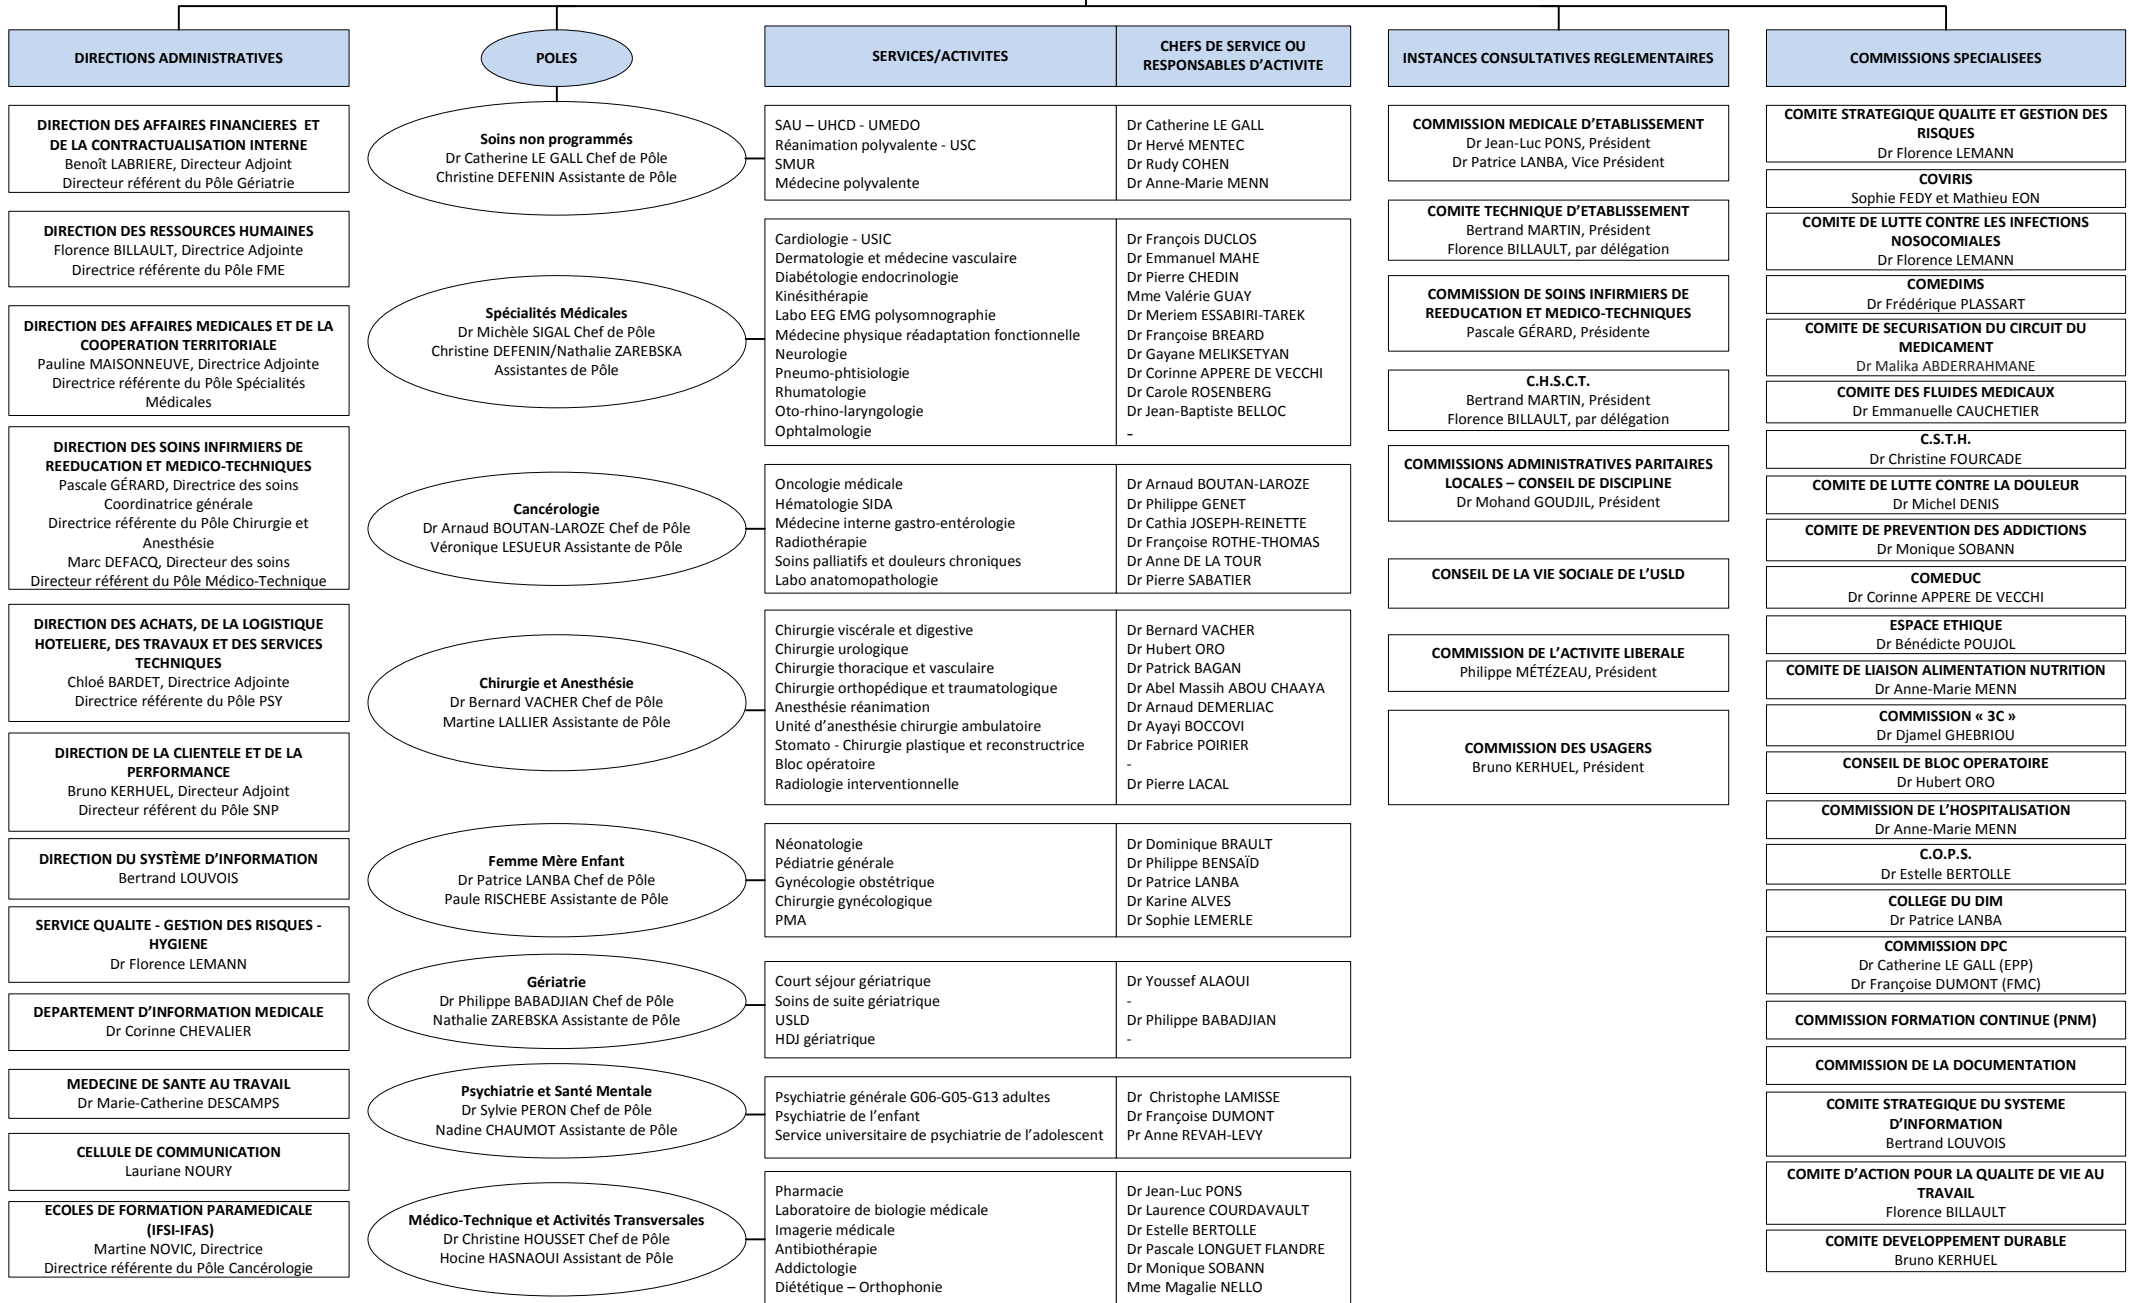 DIRECTIONS ADMINISTRATIVES
DIRECTION DES AFFAIRES FINANCIERES ET
DE LA CONTRACTUALISATION INTERNE
Benoît LABRIERE, Directeur Adjoint
Directeur référent du Pôle Gériatrie
DIRECTION DES RESSOURCES HUMAINES
Florence BILLAULT, Directrice Adjointe
Directrice référente du Pôle FME
DIRECTION DES AFFAIRES MEDICALES ET DE LA
COOPERATION TERRITORIALE
Pauline MAISONNEUVE, Directrice Adjointe
Directrice référente du Pôle Spécialités
Médicales
DIRECTION DES SOINS INFIRMIERS DE
REEDUCATION ET MEDICO-TECHNIQUES
Pascale GÉRARD, Directrice des soins
Coordinatrice générale
Directrice référente du Pôle Chirurgie et
Anesthésie
Marc DEFACQ, Directeur des soins
Directeur référent du Pôle Médico-Technique
DIRECTION DES ACHATS, DE LA LOGISTIQUE
HOTELIERE, DES TRAVAUX ET DES SERVICES
TECHNIQUES
Chloé BARDET, Directrice Adjointe
Directrice référente du Pôle PSY
DIRECTION DE LA CLIENTELE ET DE LA
PERFORMANCE
Bruno KERHUEL, Directeur Adjoint
Directeur référent du Pôle SNP
DIRECTION DU SYSTÈME D’INFORMATION
Bertrand LOUVOIS
SERVICE QUALITE - GESTION DES RISQUES -
HYGIENE
Dr Florence LEMANN
DEPARTEMENT D’INFORMATION MEDICALE
Dr Corinne CHEVALIER
MEDECINE DE SANTE AU TRAVAIL
Dr Marie-Catherine DESCAMPS
CELLULE DE COMMUNICATION
Lauriane NOURY
ECOLES DE FORMATION PARAMEDICALE
(IFSI-IFAS)
Martine NOVIC, Directrice
Directrice référente du Pôle Cancérologie
POLES
Soins non programmés
Dr Catherine LE GALL Chef de Pôle
Christine DEFENIN Assistante de Pôle
Spécialités Médicales
Dr Michèle SIGAL Chef de Pôle
Christine DEFENIN/Nathalie ZAREBSKA
Assistantes de Pôle
Cancérologie
Dr Arnaud BOUTAN-LAROZE Chef de Pôle
Véronique LESUEUR Assistante de Pôle
Chirurgie et Anesthésie
Dr Bernard VACHER Chef de Pôle
Martine LALLIER Assistante de Pôle
Femme Mère Enfant
Dr Patrice LANBA Chef de Pôle
Paule RISCHEBE Assistante de Pôle
Gériatrie
Dr Philippe BABADJIAN Chef de Pôle
Nathalie ZAREBSKA Assistante de Pôle
Psychiatrie et Santé Mentale
Dr Sylvie PERON Chef de Pôle
Nadine CHAUMOT Assistante de Pôle
Médico-Technique et Activités Transversales
Dr Christine HOUSSET Chef de Pôle
Hocine HASNAOUI Assistant de Pôle
SERVICES/ACTIVITES
CHEFS DE SERVICE OU
RESPONSABLES D’ACTIVITE
SAU – UHCD - UMEDO Dr Catherine LE GALL
Réanimation polyvalente - USC Dr Hervé MENTEC
SMUR Dr Rudy COHEN
Médecine polyvalente Dr Anne-Marie MENN
Cardiologie - USIC Dr François DUCLOS
Dermatologie et médecine vasculaire Dr Emmanuel MAHE
Diabétologie endocrinologie Dr Pierre CHEDIN
Kinésithérapie Mme Valérie GUAY
Labo EEG EMG polysomnographie Dr Meriem ESSABIRI-TAREK
Médecine physique réadaptation fonctionnelle Dr Françoise BREARD
Neurologie Dr Gayane MELIKSETYAN
Pneumo-phtisiologie Dr Corinne APPERE DE VECCHI
Rhumatologie Dr Carole ROSENBERG
Oto-rhino-laryngologie Dr Jean-Baptiste BELLOC
Ophtalmologie -
Oncologie médicale Dr Arnaud BOUTAN-LAROZE
Hématologie SIDA Dr Philippe GENET
Médecine interne gastro-entérologie Dr Cathia JOSEPH-REINETTE
Radiothérapie Dr Françoise ROTHE-THOMAS
Soins palliatifs et douleurs chroniques Dr Anne DE LA TOUR
Labo anatomopathologie Dr Pierre SABATIER
Chirurgie viscérale et digestive Dr Bernard VACHER
Chirurgie urologique Dr Hubert ORO
Chirurgie thoracique et vasculaire Dr Patrick BAGAN
Chirurgie orthopédique et traumatologique Dr Abel Massih ABOU CHAAYA
Anesthésie réanimation Dr Arnaud DEMERLIAC
Unité d’anesthésie chirurgie ambulatoire Dr Ayayi BOCCOVI
Stomato - Chirurgie plastique et reconstructrice Dr Fabrice POIRIER
Bloc opératoire -
Radiologie interventionnelle Dr Pierre LACAL
Néonatologie Dr Dominique BRAULT
Pédiatrie générale Dr Philippe BENSAÏD
Gynécologie obstétrique Dr Patrice LANBA
Chirurgie gynécologique Dr Karine ALVES
PMA Dr Sophie LEMERLE
Court séjour gériatrique Dr Youssef ALAOUI
Soins de suite gériatrique -
USLD Dr Philippe BABADJIAN
HDJ gériatrique -
Psychiatrie générale G06-G05-G13 adultes Dr Christophe LAMISSE
Psychiatrie de l’enfant Dr Françoise DUMONT
Service universitaire de psychiatrie de l’adolescent Pr Anne REVAH-LEVY
Pharmacie Dr Jean-Luc PONS
Laboratoire de biologie médicale Dr Laurence COURDAVAULT
Imagerie médicale Dr Estelle BERTOLLE
Antibiothérapie Dr Pascale LONGUET FLANDRE
Addictologie Dr Monique SOBANN
Diététique – Orthophonie Mme Magalie NELLO
INSTANCES CONSULTATIVES REGLEMENTAIRES
COMMISSION MEDICALE D’ETABLISSEMENT
Dr Jean-Luc PONS, Président
Dr Patrice LANBA, Vice Président
COMITE TECHNIQUE D’ETABLISSEMENT
Bertrand MARTIN, Président
Florence BILLAULT, par délégation
COMMISSION DE SOINS INFIRMIERS DE
REEDUCATION ET MEDICO-TECHNIQUES
Pascale GÉRARD, Présidente
C.H.S.C.T.
Bertrand MARTIN, Président
Florence BILLAULT, par délégation
COMMISSIONS ADMINISTRATIVES PARITAIRES
LOCALES – CONSEIL DE DISCIPLINE
Dr Mohand GOUDJIL, Président
CONSEIL DE LA VIE SOCIALE DE L’USLD
COMMISSION DE L’ACTIVITE LIBERALE
Philippe MÉTÉZEAU, Président
COMMISSION DES USAGERS
Bruno KERHUEL, Président
COMMISSIONS SPECIALISEES
COMITE STRATEGIQUE QUALITE ET GESTION DES
RISQUES
Dr Florence LEMANN
COVIRIS
Sophie FEDY et Mathieu EON
COMITE DE LUTTE CONTRE LES INFECTIONS
NOSOCOMIALES
Dr Florence LEMANN
COMEDIMS
Dr Frédérique PLASSART
COMITE DE SECURISATION DU CIRCUIT DU
MEDICAMENT
Dr Malika ABDERRAHMANE
COMITE DES FLUIDES MEDICAUX
Dr Emmanuelle CAUCHETIER
C.S.T.H.
Dr Christine FOURCADE
COMITE DE LUTTE CONTRE LA DOULEUR
Dr Michel DENIS
COMITE DE PREVENTION DES ADDICTIONS
Dr Monique SOBANN
COMEDUC
Dr Corinne APPERE DE VECCHI
ESPACE ETHIQUE
Dr Bénédicte POUJOL
COMITE DE LIAISON ALIMENTATION NUTRITION
Dr Anne-Marie MENN
COMMISSION « 3C »
Dr Djamel GHEBRIOU
CONSEIL DE BLOC OPERATOIRE
Dr Hubert ORO
COMMISSION DE L’HOSPITALISATION
Dr Anne-Marie MENN
C.O.P.S.
Dr Estelle BERTOLLE
COLLEGE DU DIM
Dr Patrice LANBA
COMMISSION DPC
Dr Catherine LE GALL (EPP)
Dr Françoise DUMONT (FMC)
COMMISSION FORMATION CONTINUE (PNM)
COMMISSION DE LA DOCUMENTATION
COMITE STRATEGIQUE DU SYSTEME
D’INFORMATION
Bertrand LOUVOIS
COMITE D’ACTION POUR LA QUALITE DE VIE AU
TRAVAIL
Florence BILLAULT
COMITE DEVELOPPEMENT DURABLE
Bruno KERHUEL